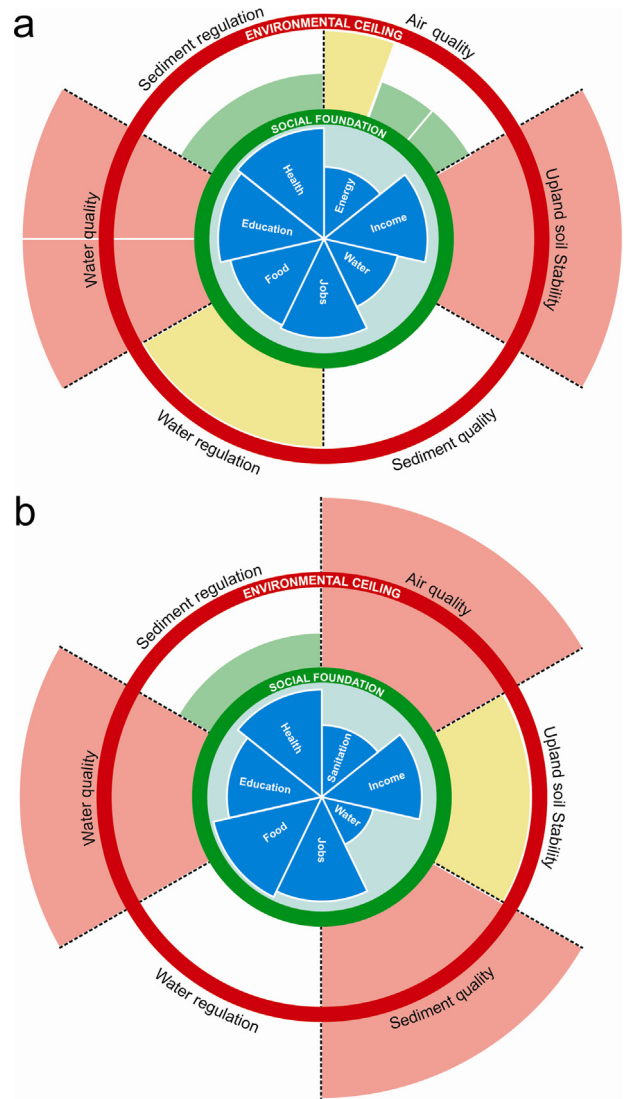 a
Sediment regulation
ENVIRONMENTAL CEILING
Air quality
SOCIAL FOUNDATION
Health
Energy
Education
Income
Food
Jobs
Water
Water quality
Upland soil Stability
Water regulation
Sediment quality
b
Sediment regulation
ENVIRONMENTAL CEILING
Air quality
SOCIAL FOUNDATION
Health
Sanitation
Education
Income
Food
Jobs
Water
Water quality
Upland soil Stability
Water regulation
Sediment quality